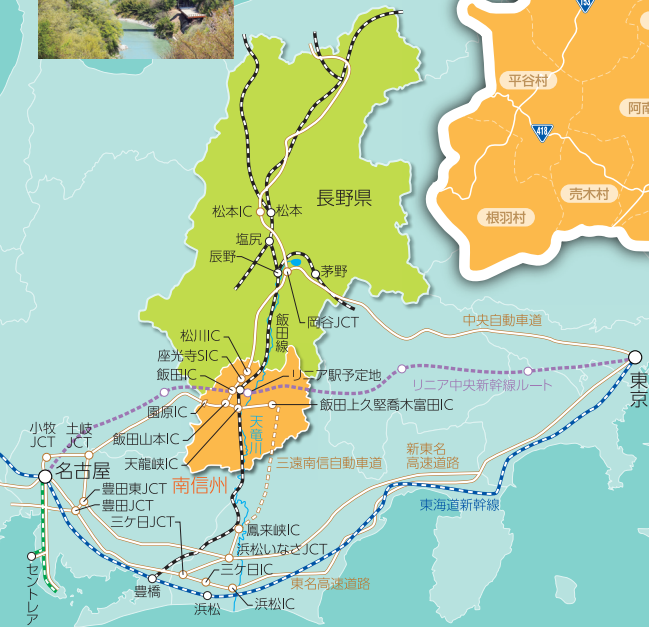 153
平谷村
阿南
418
売木村
根羽村
長野県
松本IC
松本
塩尻
辰野
茅野
岡谷JCT
飯田線
中央自動車道
松川IC
座光寺SIC
飯田IC
リニア駅予定地
リニア中央新幹線ルート
東京
園原IC
飯田上久堅喬木富田IC
小牧
JCT
土岐
JCT
飯田山本IC
天竜川
天龍峡IC
三遠南信自動車道
新東名
高速道路
名古屋
南信州
豊田東JCT
豊田JCT
東海道新幹線
三ケ日JCT
鳳来峡IC
浜松いなさJCT
セントレア
三ケ日IC
東名高速道路
豊橋
浜松
浜松IC